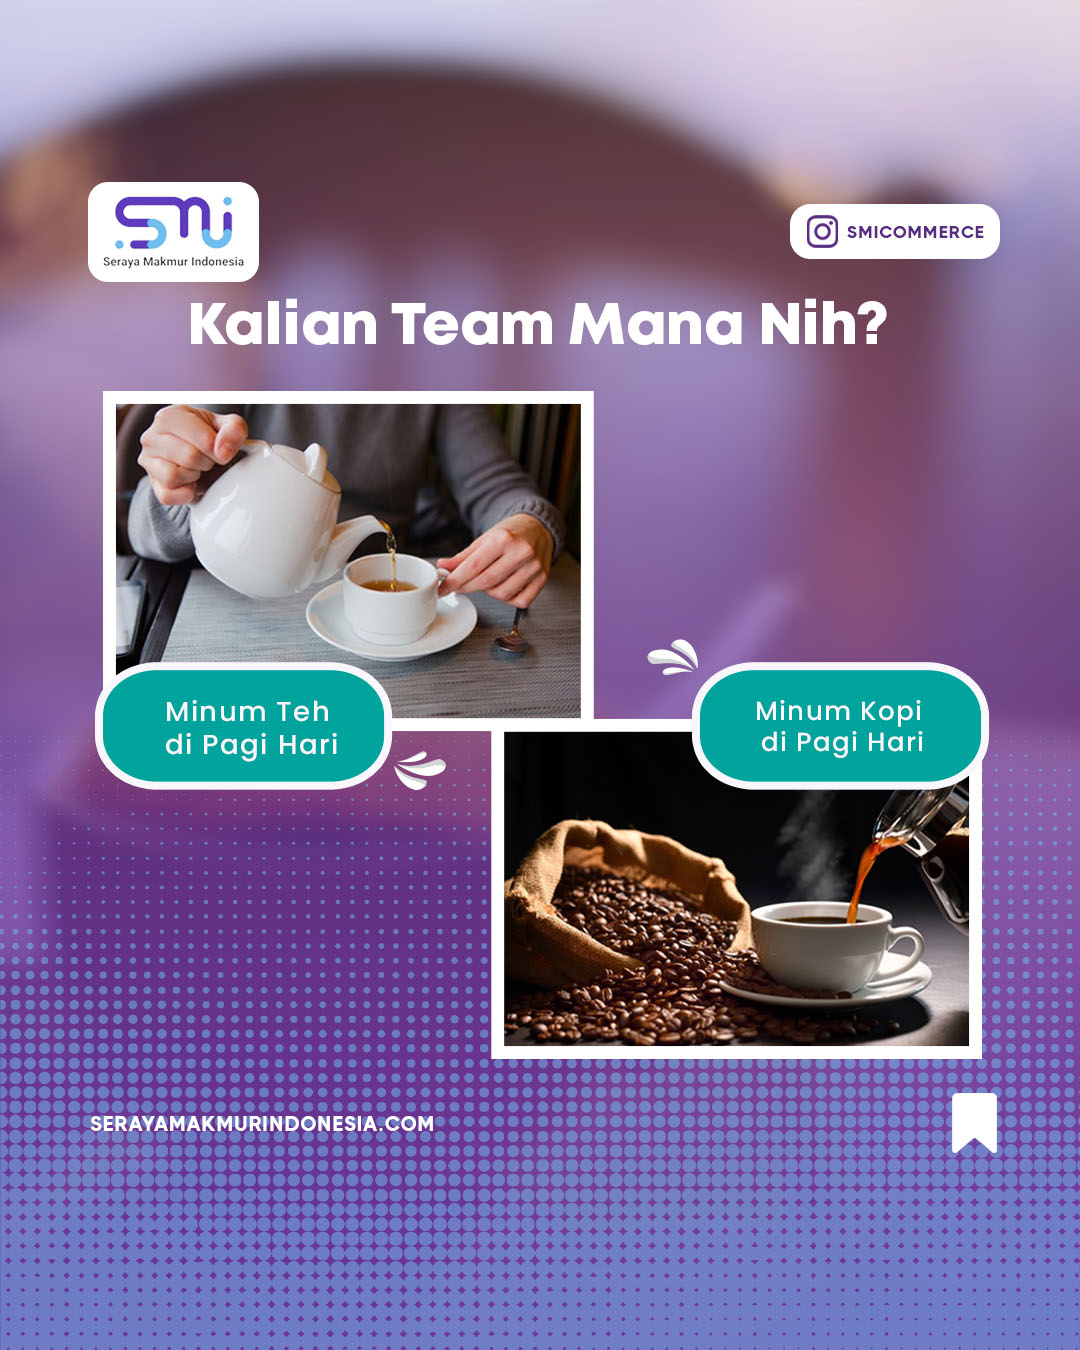 smi
Seraya Makmur Indonesia
SMICOMMERCE
Kalian Team Mana Nih?
Minum Teh
di Pagi Hari
Minum Kopi
di Pagi Hari
SERAYAMAKMURINDONESIA.COM